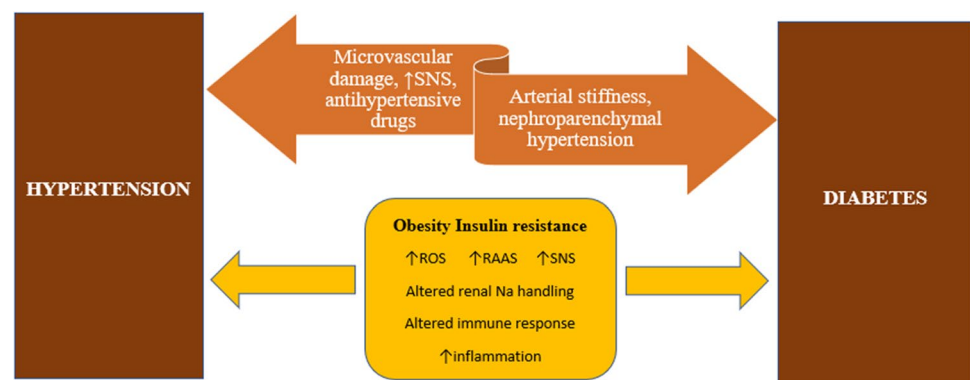 HYPERTENSION
Microvascular
damage, ↑SNS,
antihypertensive
drugs
Arterial stiffness,
nephroparenchymal
hypertension
DIABETES
Obesity Insulin resistance
↑ROS ↑RAAS ↑SNS
Altered renal Na handling
Altered immune response
↑inflammation